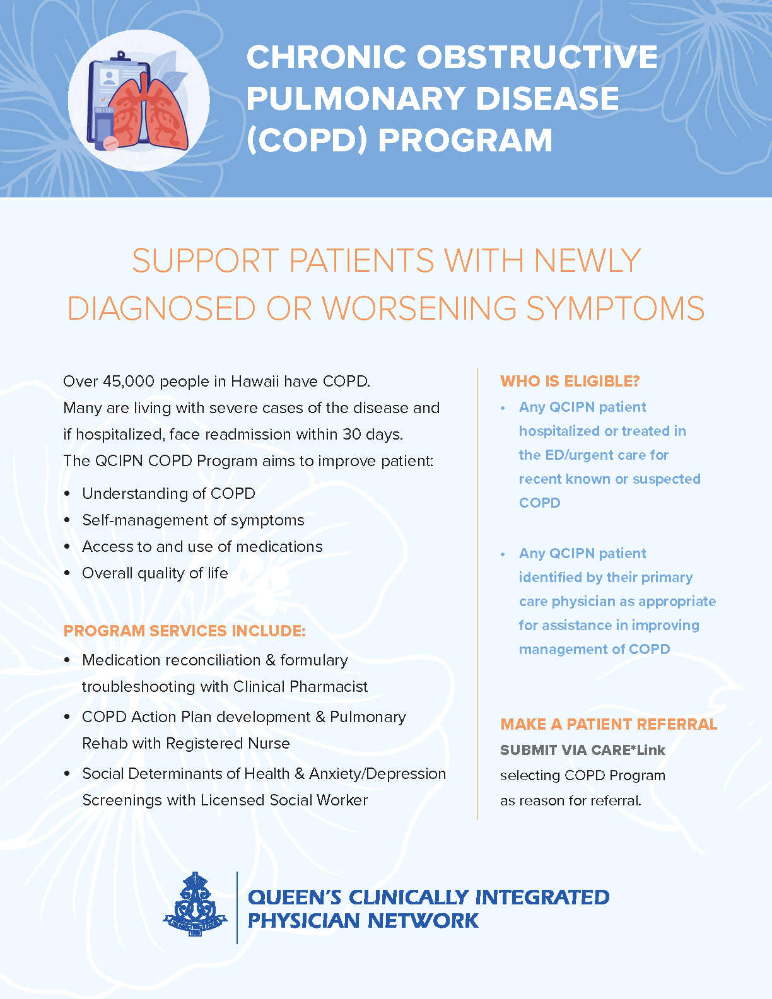 CHRONIC OBSTRUCTIVE
PULMONARY DISEASE
(COPD) PROGRAM
SUPPORT PATIENTS WITH NEWLY
DIAGNOSED OR WORSENING SYMPTOMS
Over 45,000 people in Hawaii have COPD.
Many are living with severe cases of the disease and
if hospitalized, face readmission within 30 days.
The QCIPN COPD Program aims to improve patient:
• Understanding of COPD
• Self-management of symptoms
• Access to and use of medications
• Overall quality of life
PROGRAM SERVICES INCLUDE:
• Medication reconciliation & formulary
troubleshooting with Clinical Pharmacist
• COPD Action Plan development & Pulmonary
Rehab with Registered Nurse
• Social Determinants of Health & Anxiety/Depression
Screenings with Licensed Social Worker
WHO IS ELIGIBLE?
• Any QCIPN patient
hospitalized or treated in
the ED/urgent care for
recent known or suspected
COPD
• Any QCIPN patient
identified by their primary
care physician as appropriate
for assistance in improving
management of COPD
MAKE A PATIENT REFERRAL
SUBMIT VIA CARE*Link
selecting COPD Program
as reason for referral.
QUEEN'S CLINICALLY INTEGRATED
PHYSICIAN NETWORK